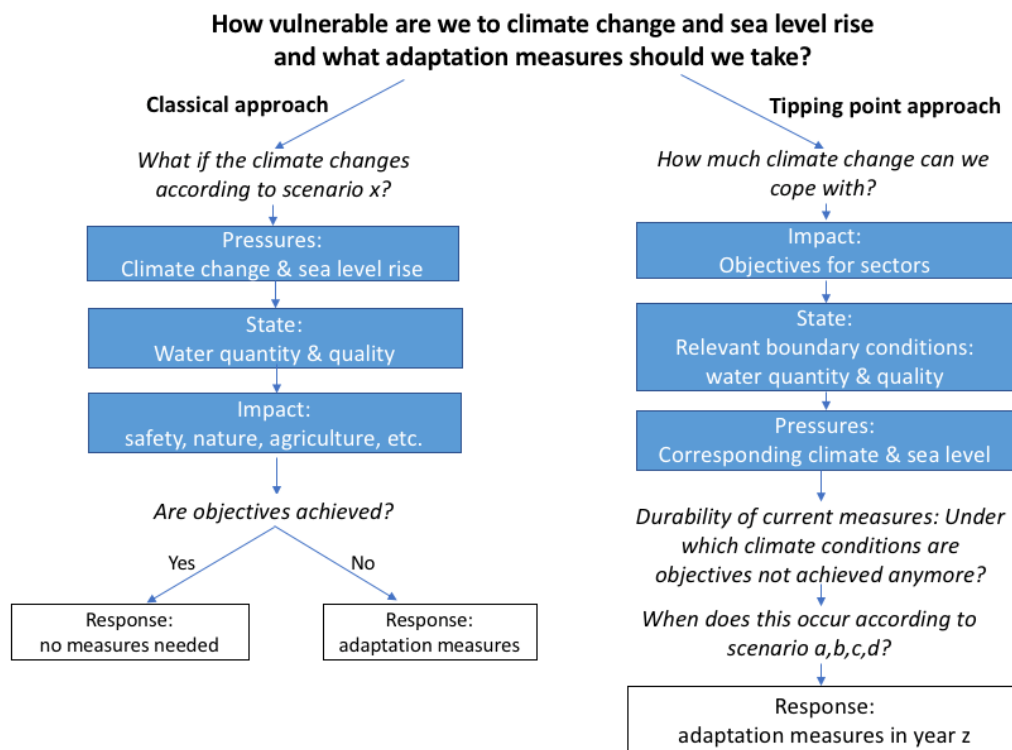 How vulnerable are we to climate change and sea level rise
and what adaptation measures should we take?
Classical approach
What if the climate changes
according to scenario x?
Pressures:
Climate change & sea level rise
State:
Water quantity & quality
Impact:
safety, nature, agriculture, etc.
Are objectives achieved?
Yes
No
Response:
no measures needed
Response:
adaptation measures
Tipping point approach
How much climate change can we
cope with?
Impact:
Objectives for sectors
State:
Relevant boundary conditions:
water quantity & quality
Pressures:
Corresponding climate & sea level
Durability of current measures: Under
which climate conditions are
objectives not achieved anymore?
When does this occur according to
scenario a,b,c,d?
Response:
adaptation measures in year z